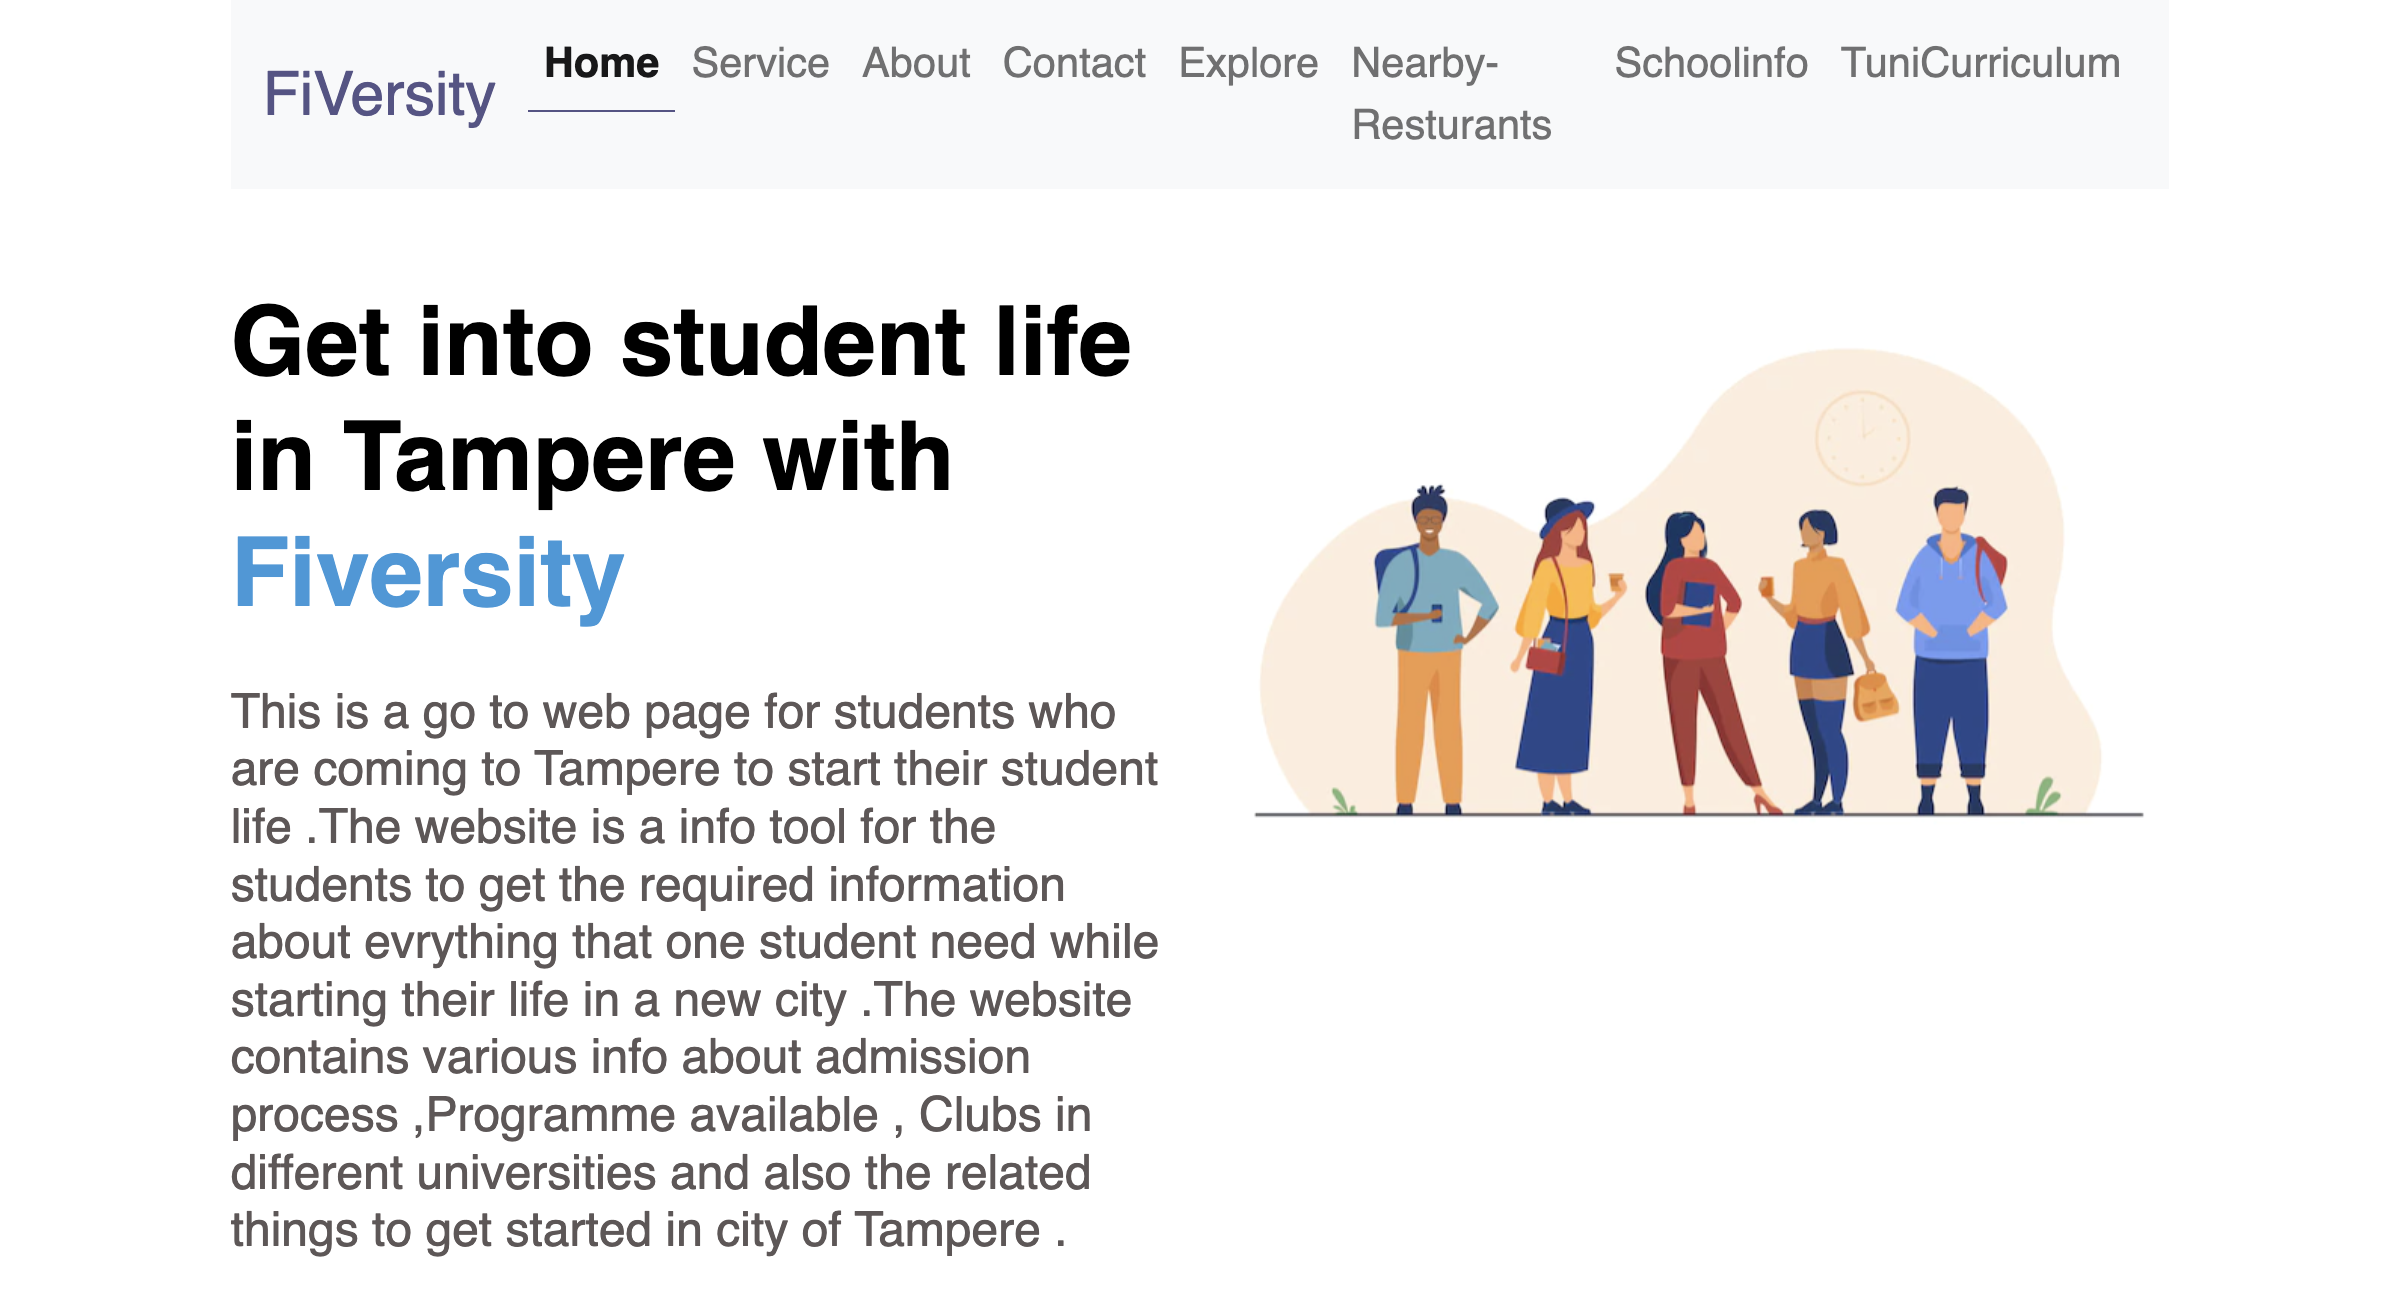 FiVersity
Home Service About Contact Explore Nearby- Schoolinfo TuniCurriculum
Resturants
Get into student life
in Tampere with
Fiversity
This is a go to web page for students who
are coming to Tampere to start their student
life .The website is a info tool for the
students to get the required information
about evrything that one student need while
starting their life in a new city .The website
contains various info about admission
process ,Programme available , Clubs in
different universities and also the related
things to get started in city of Tampere .